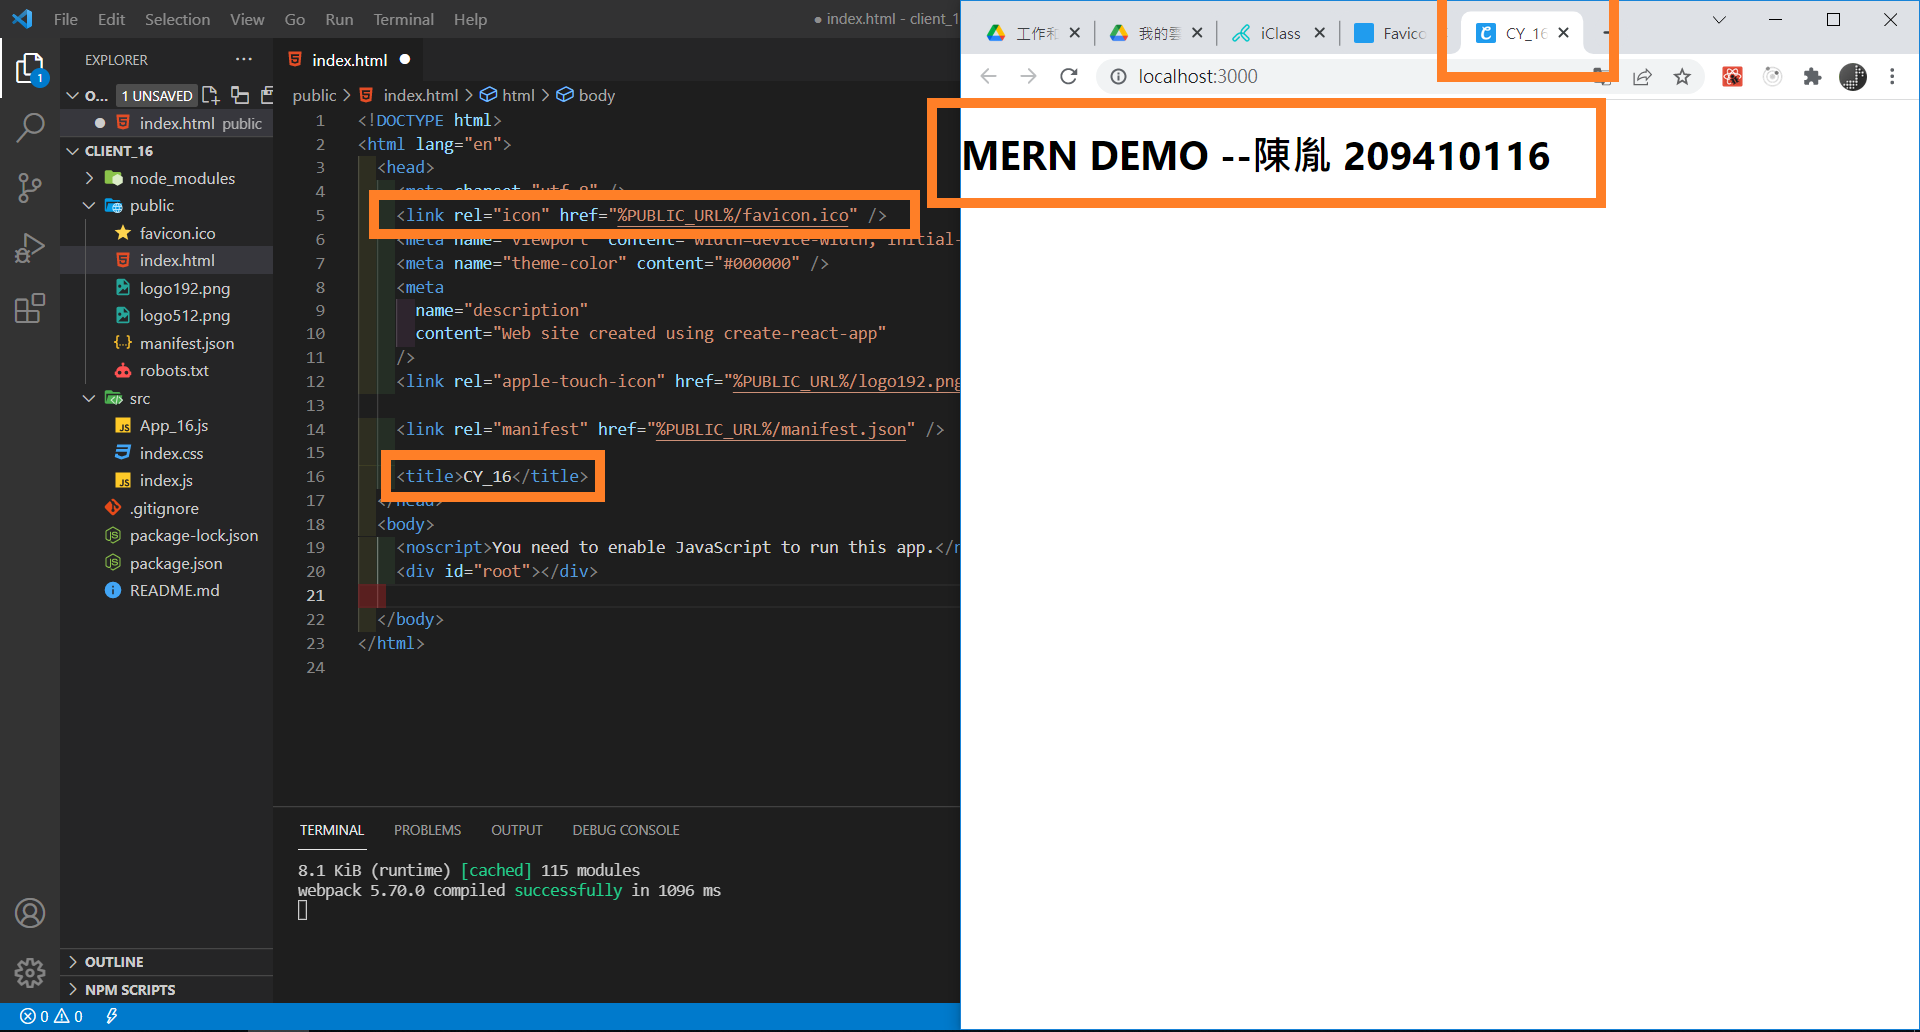 File Edit Selection View Go Run Terminal Help
● index.html - client_1
EXPLORER
O... 1 UNSAVED
index.html public
CLIENT_16
node_modules
public
favicon.ico
index.html
logo192.png
logo512.png
manifest.json
robots.txt
src
App_16.js
index.css
index.js
.gitignore
package-lock.json
package.json
README.md
OUTLINE
NPM SCRIPTS
0 0
1
index.html
public > index.html > html > body
1 <!DOCTYPE html>
2 <html lang="en">
3 <head>
4 <meta charset="utf-8" />
5 <link rel="icon" href="%PUBLIC_URL%/favicon.ico" />
6 <meta name="viewport" content="width=device-width, initial-
7 <meta name="theme-color" content="#000000" />
8 <meta
9 name="description"
10 content="Web site created using create-react-app"
11 />
12 <link rel="apple-touch-icon" href="%PUBLIC_URL%/logo192.png
13
14 <link rel="manifest" href="%PUBLIC_URL%/manifest.json" />
15
16 <title>CY_16</title>
17 </head>
18 <body>
19 <noscript>You need to enable JavaScript to run this app.</n
20 <div id="root"></div>
21
22 </body>
23 </html>
24
TERMINAL PROBLEMS OUTPUT DEBUG CONSOLE
8.1 KiB (runtime) [cached] 115 modules
webpack 5.70.0 compiled successfully in 1096 ms
工作和 我的雲 iClass Favico CY_16
localhost:3000
MERN DEMO --陳胤 209410116